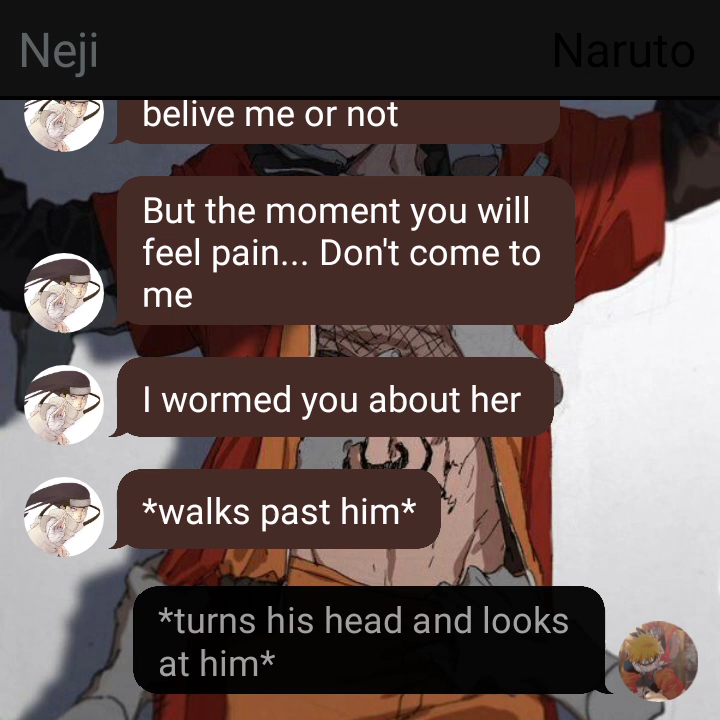 Neji Naruto
belive me or not
But the moment you will
feel pain... Don't come to
me
I wormed you about her
*walks past him*
*turns his head and looks
at him*